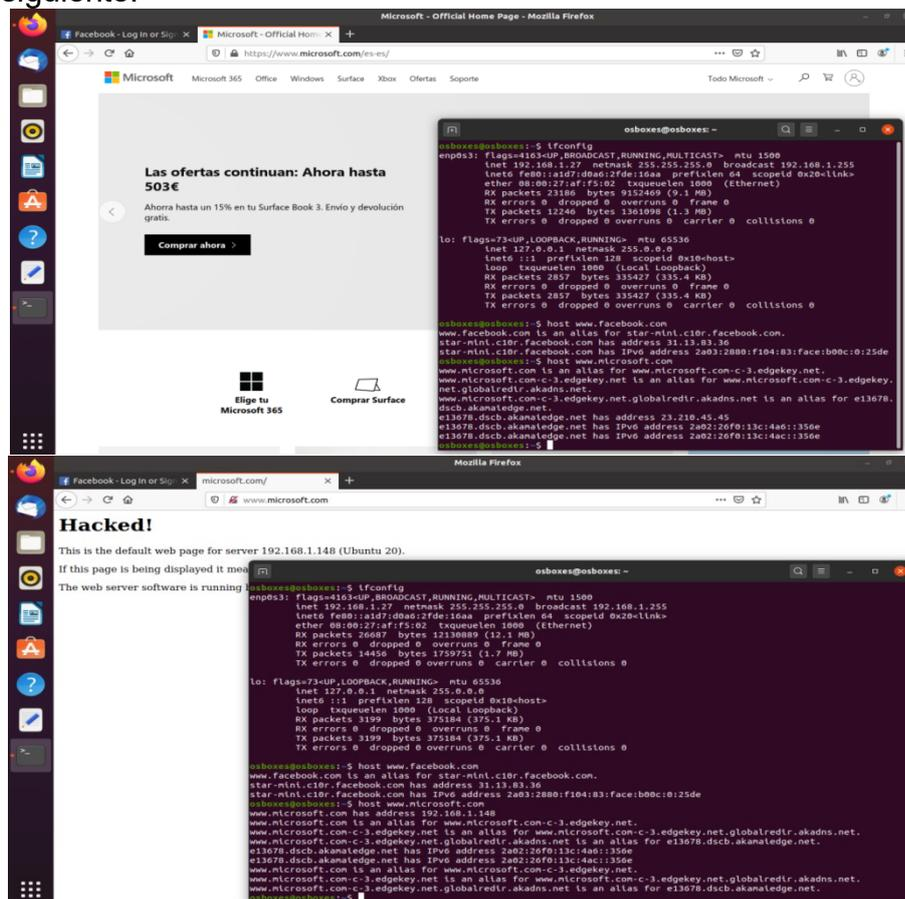 siguiente:
Microsoft - Official Home Page - Mozilla Firefox
Facebook - Log In or Sign
Microsoft - Official Home
https://www.microsoft.com/es-es/
Microsoft
Microsoft 365
Office
Windows
Surface
Xbox
Ofertas
Soporte
Todo Microsoft
Las ofertas continuan: Ahora hasta
503€
Ahorra hasta un 15% en tu Surface Book 3. Envío y devolución
gratis.
Comprar ahora >
Elige tu
Microsoft 365
Comprar Surface
osboxes@osboxes: ~
osboxes@osboxes:~$ ifconfig
enp0s3: flags=4163<UP,BROADCAST,RUNNING,MULTICAST> mtu 1500
inet 192.168.1.27 netmask 255.255.255.0 broadcast 192.168.1.255
inet6 fe80::a1d7:d0a6:2fde:16aa prefixlen 64 scopeid 0x20<link>
ether 08:00:27:af:f5:02 txqueuelen 1000 (Ethernet)
RX packets 23186 bytes 9152469 (9.1 MB)
RX errors 0 dropped 0 overruns 0 frame 0
TX packets 12246 bytes 1361098 (1.3 MB)
TX errors 0 dropped 0 overruns 0 carrier 0 collisions 0
lo: flags=73<UP,LOOPBACK,RUNNING> mtu 65536
inet 127.0.0.1 netmask 255.0.0.0
inet6 ::1 prefixlen 128 scopeid 0x10<host>
loop txqueuelen 1000 (Local Loopback)
RX packets 2857 bytes 335427 (335.4 KB)
RX errors 0 dropped 0 overruns 0 frame 0
TX packets 2857 bytes 335427 (335.4 KB)
TX errors 0 dropped 0 overruns 0 carrier 0 collisions 0
osboxes@osboxes:~$ host www.facebook.com
www.facebook.com is an alias for star-mini.c10r.facebook.com.
star-mini.c10r.facebook.com has address 31.13.83.36
star-mini.c10r.facebook.com has IPv6 address 2a03:2880:f104:83:face:b00c:0:25de
osboxes@osboxes:~$ host www.microsoft.com
www.microsoft.com is an alias for www.microsoft.com-c-3.edgekey.net.
www.microsoft.com-c-3.edgekey.net is an alias for www.microsoft.com-c-3.edgekey.
net.globalredir.akadns.net.
www.microsoft.com-c-3.edgekey.net.globalredir.akadns.net is an alias for e13678.
dscb.akamaiedge.net.
e13678.dscb.akamaiedge.net has address 23.210.45.45
e13678.dscb.akamaiedge.net has IPv6 address 2a02:26f0:13c:4a6::356e
e13678.dscb.akamaiedge.net has IPv6 address 2a02:26f0:13c:4ac::356e
osboxes@osboxes:~$
Mozilla Firefox
Facebook - Log In or Sign
microsoft.com/
www.microsoft.com
Hacked!
This is the default web page for server 192.168.1.148 (Ubuntu 20).
If this page is being displayed it mea
The web server software is running
osboxes@osboxes: ~
osboxes@osboxes:~$ ifconfig
enp0s3: flags=4163<UP,BROADCAST,RUNNING,MULTICAST> mtu 1500
inet 192.168.1.27 netmask 255.255.255.0 broadcast 192.168.1.255
inet6 fe80::a1d7:d0a6:2fde:16aa prefixlen 64 scopeid 0x20<link>
ether 08:00:27:af:f5:02 txqueuelen 1000 (Ethernet)
RX packets 26687 bytes 12130889 (12.1 MB)
RX errors 0 dropped 0 overruns 0 frame 0
TX packets 14456 bytes 1759751 (1.7 MB)
TX errors 0 dropped 0 overruns 0 carrier 0 collisions 0
lo: flags=73<UP,LOOPBACK,RUNNING> mtu 65536
inet 127.0.0.1 netmask 255.0.0.0
inet6 ::1 prefixlen 128 scopeid 0x10<host>
loop txqueuelen 1000 (Local Loopback)
RX packets 3199 bytes 375184 (375.1 KB)
RX errors 0 dropped 0 overruns 0 frame 0
TX packets 3199 bytes 375184 (375.1 KB)
TX errors 0 dropped 0 overruns 0 carrier 0 collisions 0
osboxes@osboxes:~$ host www.facebook.com
www.facebook.com is an alias for star-mini.c10r.facebook.com.
star-mini.c10r.facebook.com has address 31.13.83.36
star-mini.c10r.facebook.com has IPv6 address 2a03:2880:f104:83:face:b00c:0:25de
osboxes@osboxes:~$ host www.microsoft.com
www.microsoft.com has address 192.168.1.148
www.microsoft.com is an alias for www.microsoft.com-c-3.edgekey.net.
www.microsoft.com-c-3.edgekey.net is an alias for www.microsoft.com-c-3.edgekey.net.globalredir.akadns.net.
www.microsoft.com-c-3.edgekey.net.globalredir.akadns.net is an alias for e13678.dscb.akamaiedge.net.
e13678.dscb.akamaiedge.net has IPv6 address 2a02:26f0:13c:4a6::356e
e13678.dscb.akamaiedge.net has IPv6 address 2a02:26f0:13c:4ac::356e
www.microsoft.com is an alias for www.microsoft.com-c-3.edgekey.net.
www.microsoft.com-c-3.edgekey.net is an alias for www.microsoft.com-c-3.edgekey.net.globalredir.akadns.net.
www.microsoft.com-c-3.edgekey.net.globalredir.akadns.net is an alias for e13678.dscb.akamaiedge.net.
osboxes@osboxes:~$